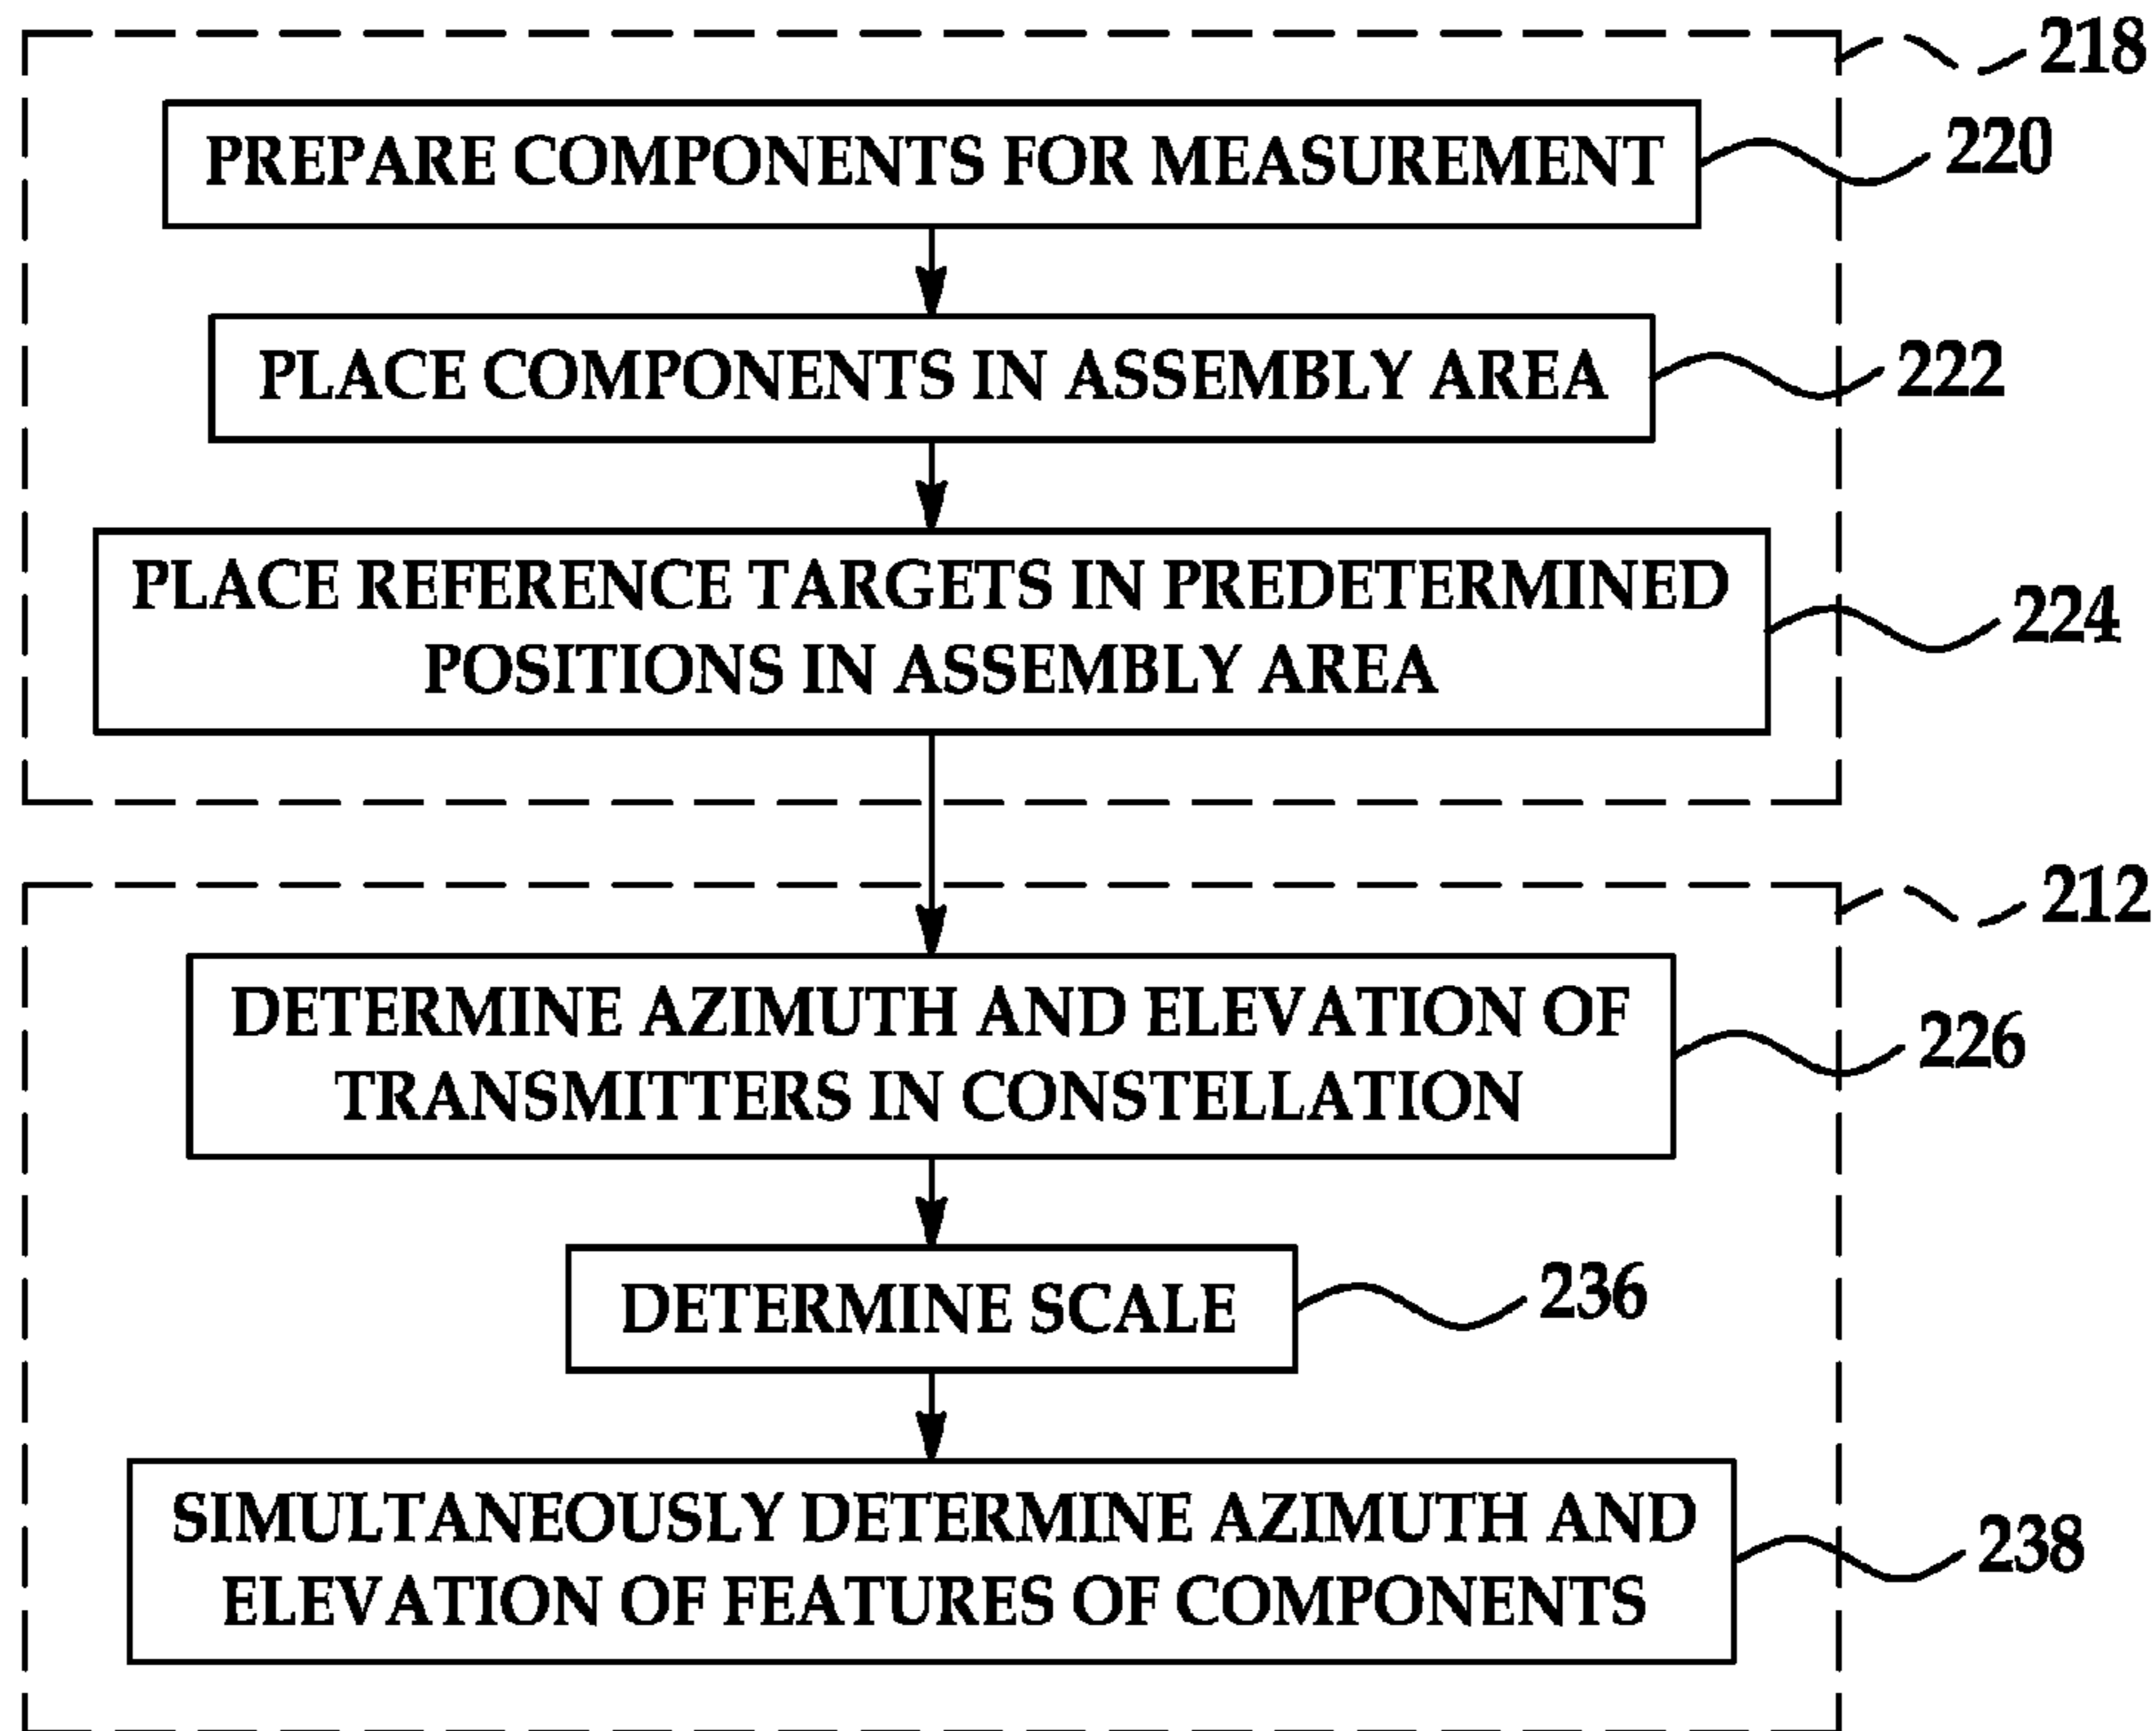 218
PREPARE COMPONENTS FOR MEASUREMENT
220
PLACE COMPONENTS IN ASSEMBLY AREA
222
PLACE REFERENCE TARGETS IN PREDETERMINED
POSITIONS IN ASSEMBLY AREA
224
212
DETERMINE AZIMUTH AND ELEVATION OF
TRANSMITTERS IN CONSTELLATION
226
DETERMINE SCALE
236
SIMULTANEOUSLY DETERMINE AZIMUTH AND
ELEVATION OF FEATURES OF COMPONENTS
238